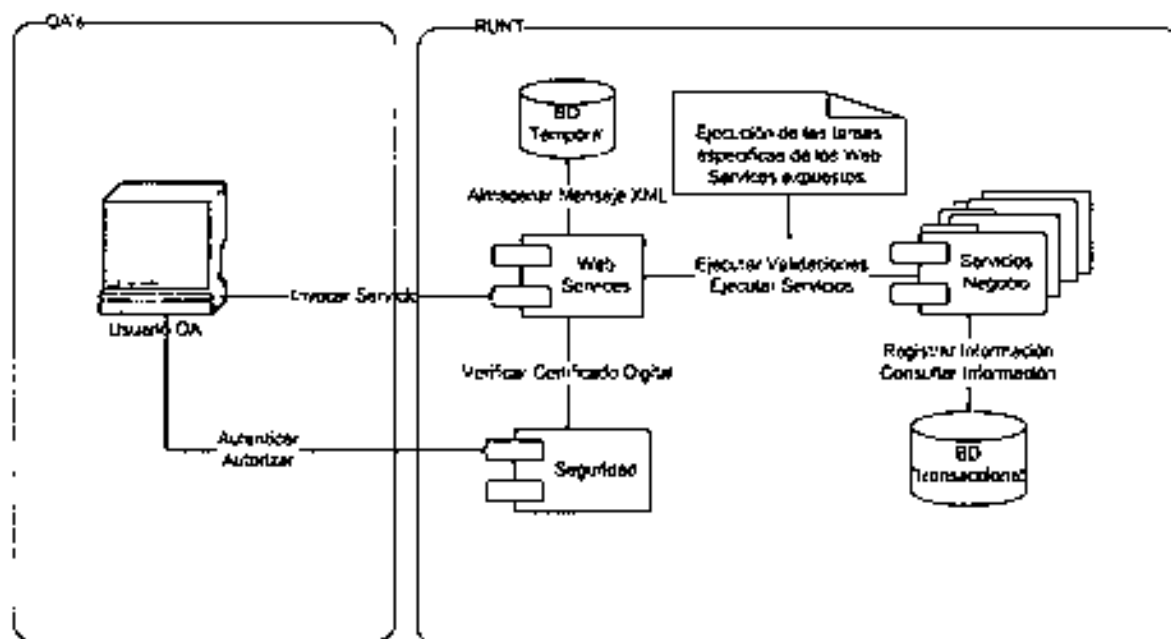 OA's
RUNT
BD
Temporal
Ejecución de las tareas
específicas de los Web
Services expuestos.
Almacenar Mensaje XML
Web
Services
Ejecutar Validaciones
Ejecutar Servicios
Servicios
Negocio
Invocar Servicio
Usuario OA
Verificar Certificado Digital
Registrar Información
Consultar Información
Autenticar
Autorizar
Seguridad
BD
Transaccional